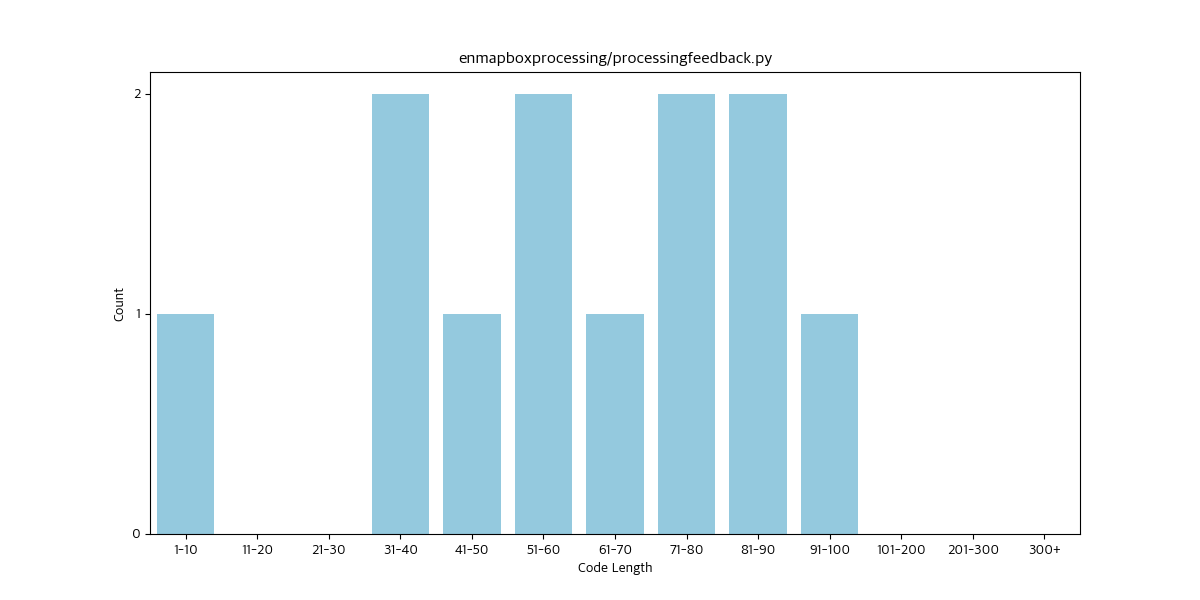 enmapboxprocessing/processingfeedback.py
2
1
0
Count
1-10 11-20 21-30 31-40 41-50 51-60 61-70 71-80 81-90 91-100 101-200 201-300 300+
Code Length